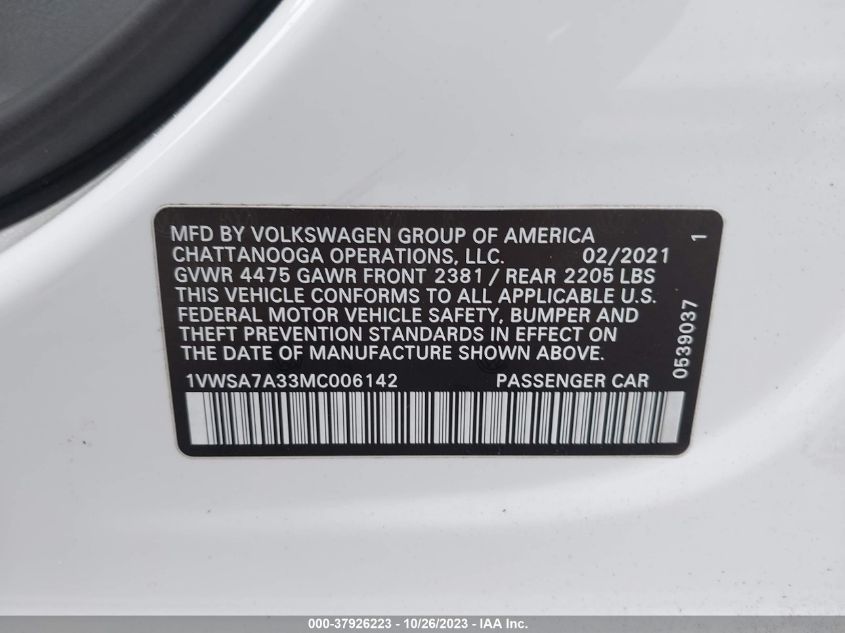 MFD BY VOLKSWAGEN GROUP OF AMERICA
CHATTANOOGA OPERATIONS, LLC. 02/2021
GVWR 4475 GAWR FRONT 2381 / REAR 2205 LBS
THIS VEHICLE CONFORMS TO ALL APPLICABLE U.S.
FEDERAL MOTOR VEHICLE SAFETY, BUMPER AND
THEFT PREVENTION STANDARDS IN EFFECT ON
THE DATE OF MANUFACTURE SHOWN ABOVE.
1VWSA7A33MC006142 PASSENGER CAR
0539037 1
000-37926223 - 10/26/2023 - IAA Inc.